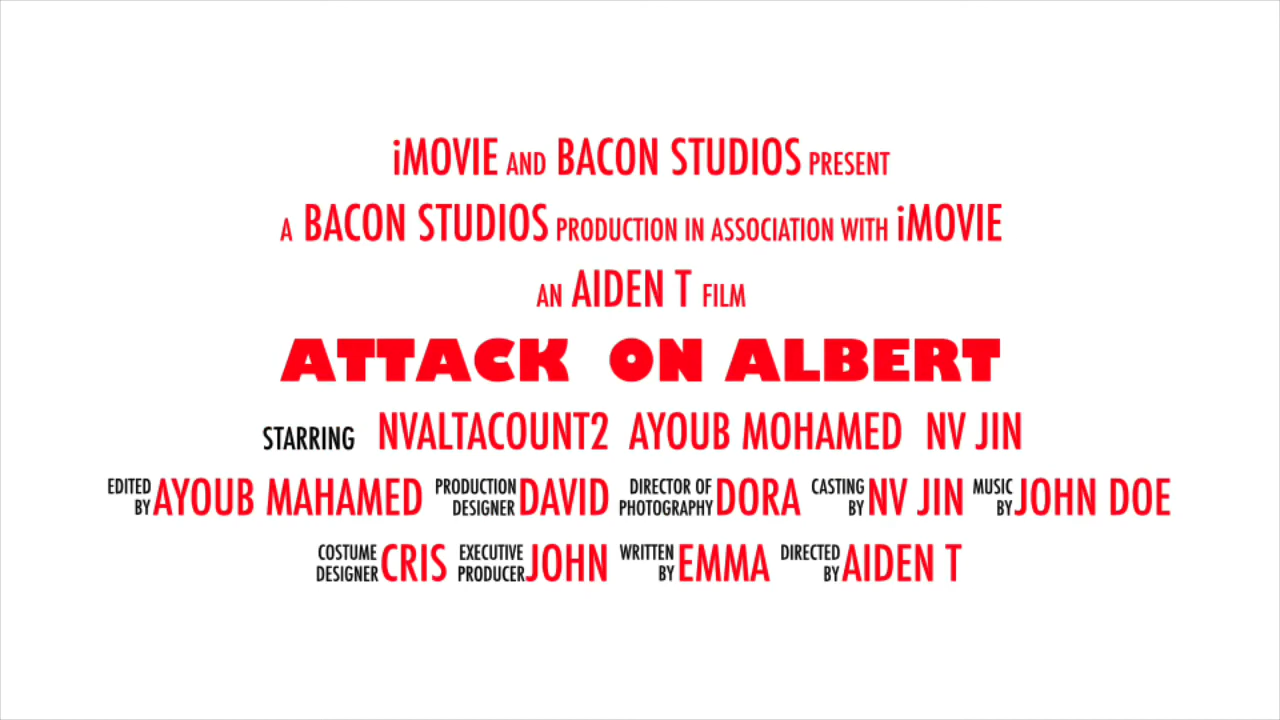 iMOVIE AND BACON STUDIOS PRESENT
A BACON STUDIOS PRODUCTION IN ASSOCIATION WITH iMOVIE
AN AIDEN T FILM
ATTACK ON ALBERT
STARRING NVALTACOUNT2 AYOUB MOHAMED NV JIN
EDITED BY AYOUB MAHAMED PRODUCTION DESIGNER DAVID DIRECTOR OF PHOTOGRAPHY DORA CASTING BY NV JIN MUSIC BY JOHN DOE
COSTUME DESIGNER CRIS EXECUTIVE PRODUCER JOHN WRITTEN BY EMMA DIRECTED BY AIDEN T